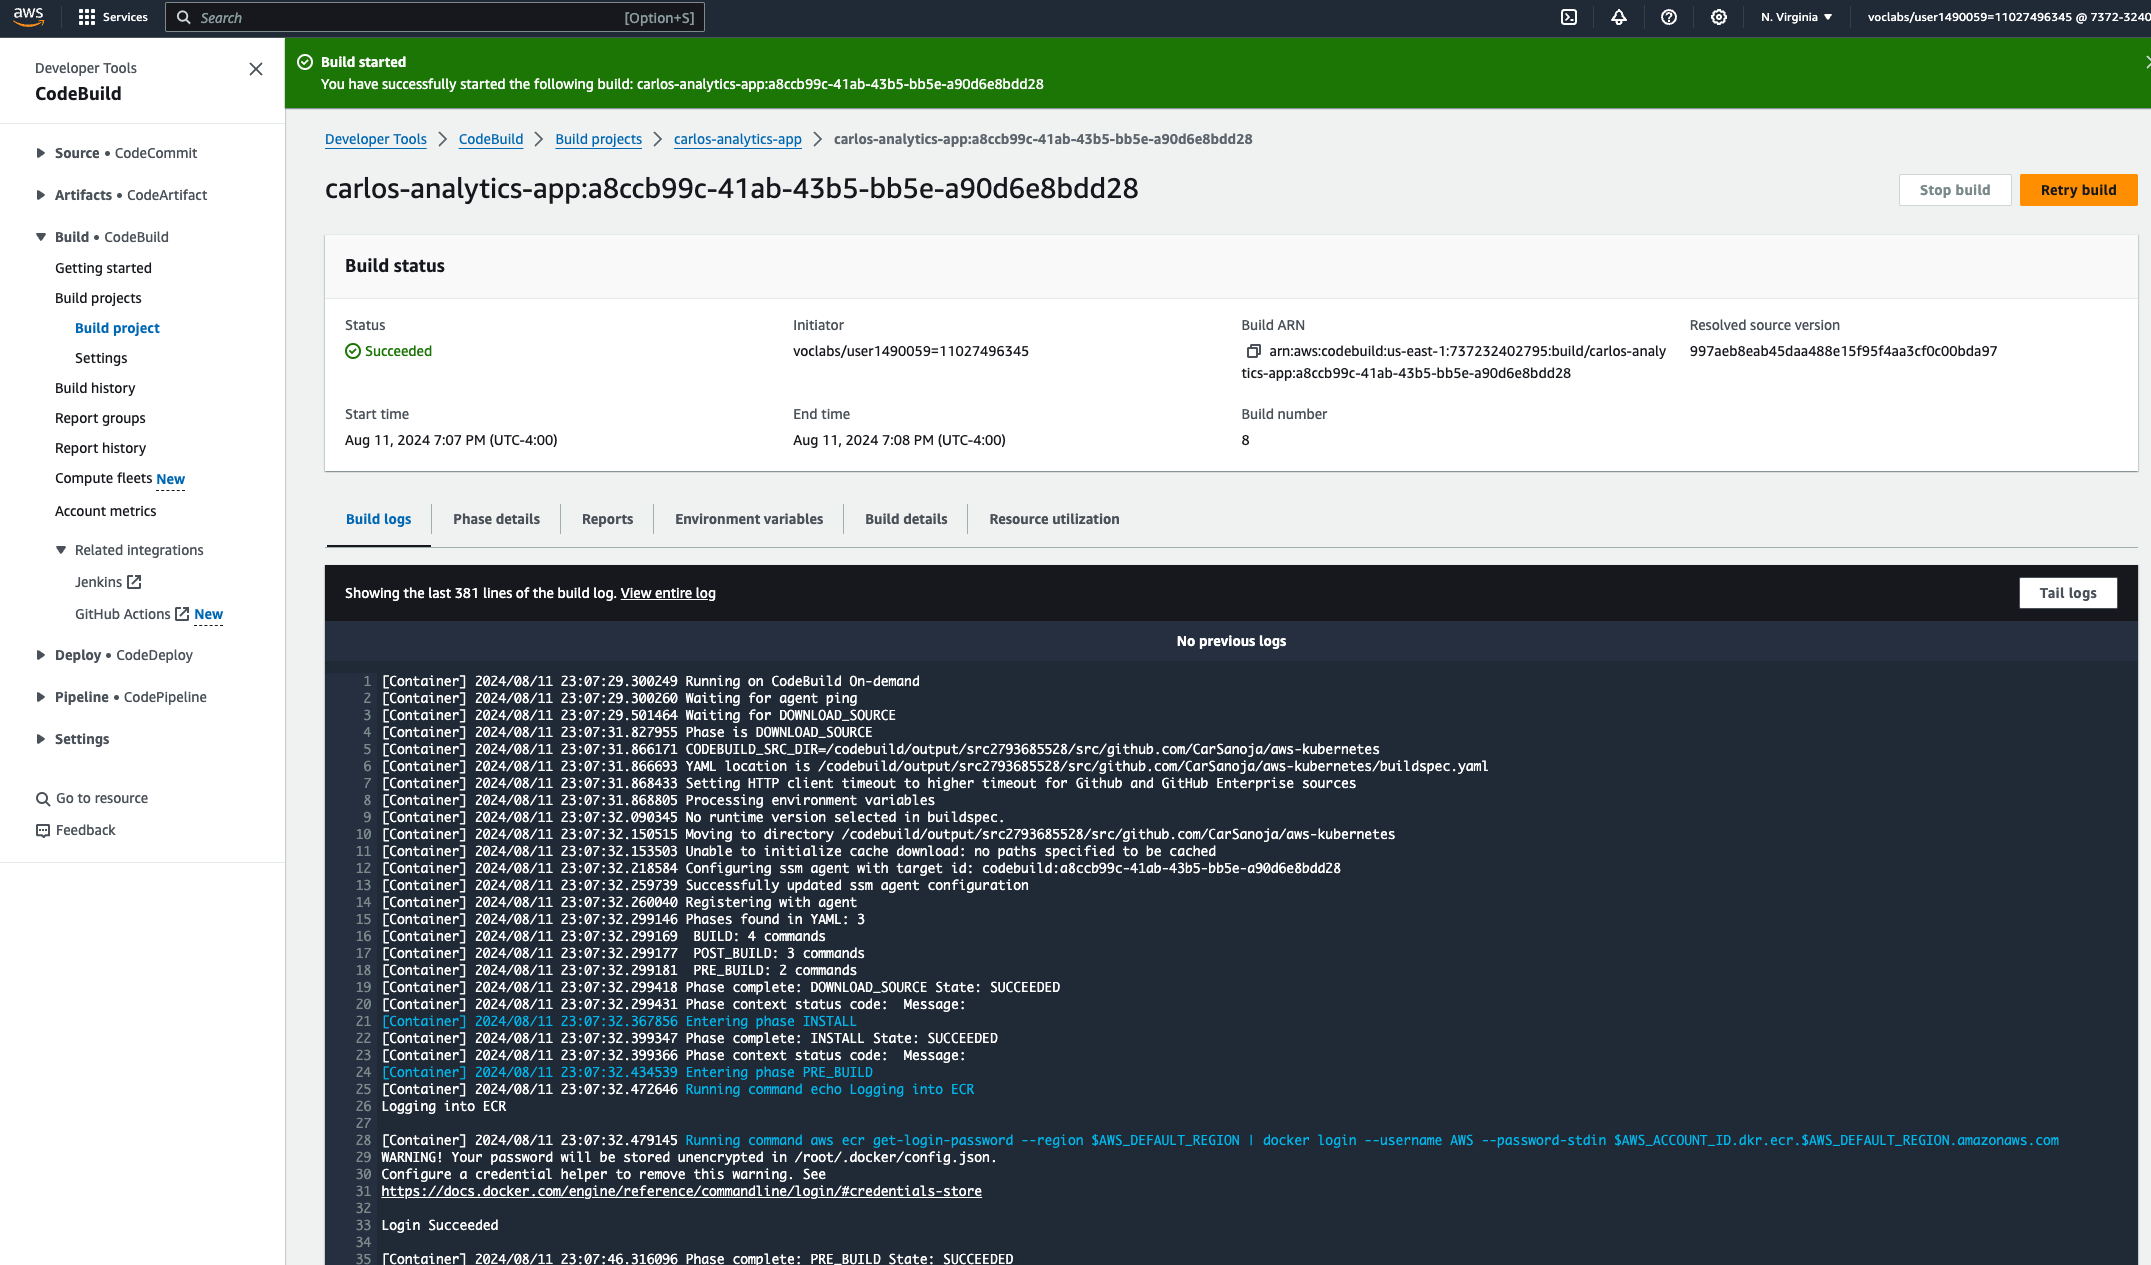 aws
Services
Search
[Option+S]
N. Virginia
voclabs/user1490059=11027496345 @ 7372-3240
Developer Tools
CodeBuild
Source • CodeCommit
Artifacts • CodeArtifact
Build • CodeBuild
Getting started
Build projects
Build project
Settings
Build history
Report groups
Report history
Compute fleets New
Account metrics
Related integrations
Jenkins
GitHub Actions New
Deploy • CodeDeploy
Pipeline • CodePipeline
Settings
Go to resource
Feedback
Build started
You have successfully started the following build: carlos-analytics-app:a8ccb99c-41ab-43b5-bb5e-a90d6e8bdd28
Developer Tools > CodeBuild > Build projects > carlos-analytics-app > carlos-analytics-app:a8ccb99c-41ab-43b5-bb5e-a90d6e8bdd28
carlos-analytics-app:a8ccb99c-41ab-43b5-bb5e-a90d6e8bdd28
Stop build
Retry build
Build status
Status
Succeeded
Initiator
voclabs/user1490059=11027496345
Build ARN
arn:aws:codebuild:us-east-1:737232402795:build/carlos-analy
tics-app:a8ccb99c-41ab-43b5-bb5e-a90d6e8bdd28
Resolved source version
997aeb8eab45daa488e15f95f4aa3cf0c00bda97
Start time
Aug 11, 2024 7:07 PM (UTC-4:00)
End time
Aug 11, 2024 7:08 PM (UTC-4:00)
Build number
8
Build logs
Phase details
Reports
Environment variables
Build details
Resource utilization
Showing the last 381 lines of the build log. View entire log
Tail logs
No previous logs
1 [Container] 2024/08/11 23:07:29.300249 Running on CodeBuild On-demand
2 [Container] 2024/08/11 23:07:29.300260 Waiting for agent ping
3 [Container] 2024/08/11 23:07:29.501464 Waiting for DOWNLOAD_SOURCE
4 [Container] 2024/08/11 23:07:31.827955 Phase is DOWNLOAD_SOURCE
5 [Container] 2024/08/11 23:07:31.866171 CODEBUILD_SRC_DIR=/codebuild/output/src2793685528/src/github.com/CarSanoja/aws-kubernetes
6 [Container] 2024/08/11 23:07:31.866693 YAML location is /codebuild/output/src2793685528/src/github.com/CarSanoja/aws-kubernetes/buildspec.yaml
7 [Container] 2024/08/11 23:07:31.868433 Setting HTTP client timeout to higher timeout for Github and GitHub Enterprise sources
8 [Container] 2024/08/11 23:07:31.868805 Processing environment variables
9 [Container] 2024/08/11 23:07:32.090345 No runtime version selected in buildspec.
10 [Container] 2024/08/11 23:07:32.150515 Moving to directory /codebuild/output/src2793685528/src/github.com/CarSanoja/aws-kubernetes
11 [Container] 2024/08/11 23:07:32.153503 Unable to initialize cache download: no paths specified to be cached
12 [Container] 2024/08/11 23:07:32.218584 Configuring ssm agent with target id: codebuild:a8ccb99c-41ab-43b5-bb5e-a90d6e8bdd28
13 [Container] 2024/08/11 23:07:32.259739 Successfully updated ssm agent configuration
14 [Container] 2024/08/11 23:07:32.260040 Registering with agent
15 [Container] 2024/08/11 23:07:32.299146 Phases found in YAML: 3
16 [Container] 2024/08/11 23:07:32.299169 BUILD: 4 commands
17 [Container] 2024/08/11 23:07:32.299177 POST_BUILD: 3 commands
18 [Container] 2024/08/11 23:07:32.299181 PRE_BUILD: 2 commands
19 [Container] 2024/08/11 23:07:32.299418 Phase complete: DOWNLOAD_SOURCE State: SUCCEEDED
20 [Container] 2024/08/11 23:07:32.299431 Phase context status code: Message:
21 [Container] 2024/08/11 23:07:32.367856 Entering phase INSTALL
22 [Container] 2024/08/11 23:07:32.399347 Phase complete: INSTALL State: SUCCEEDED
23 [Container] 2024/08/11 23:07:32.399366 Phase context status code: Message:
24 [Container] 2024/08/11 23:07:32.434539 Entering phase PRE_BUILD
25 [Container] 2024/08/11 23:07:32.472646 Running command echo Logging into ECR
26 Logging into ECR
27
28 [Container] 2024/08/11 23:07:32.479145 Running command aws ecr get-login-password --region $AWS_DEFAULT_REGION | docker login --username AWS --password-stdin $AWS_ACCOUNT_ID.dkr.ecr.$AWS_DEFAULT_REGION.amazonaws.com
29 WARNING! Your password will be stored unencrypted in /root/.docker/config.json.
30 Configure a credential helper to remove this warning. See
31 https://docs.docker.com/engine/reference/commandline/login/#credentials-store
32
33 Login Succeeded
34
35 [Container] 2024/08/11 23:07:46.316096 Phase complete: PRE_BUILD State: SUCCEEDED